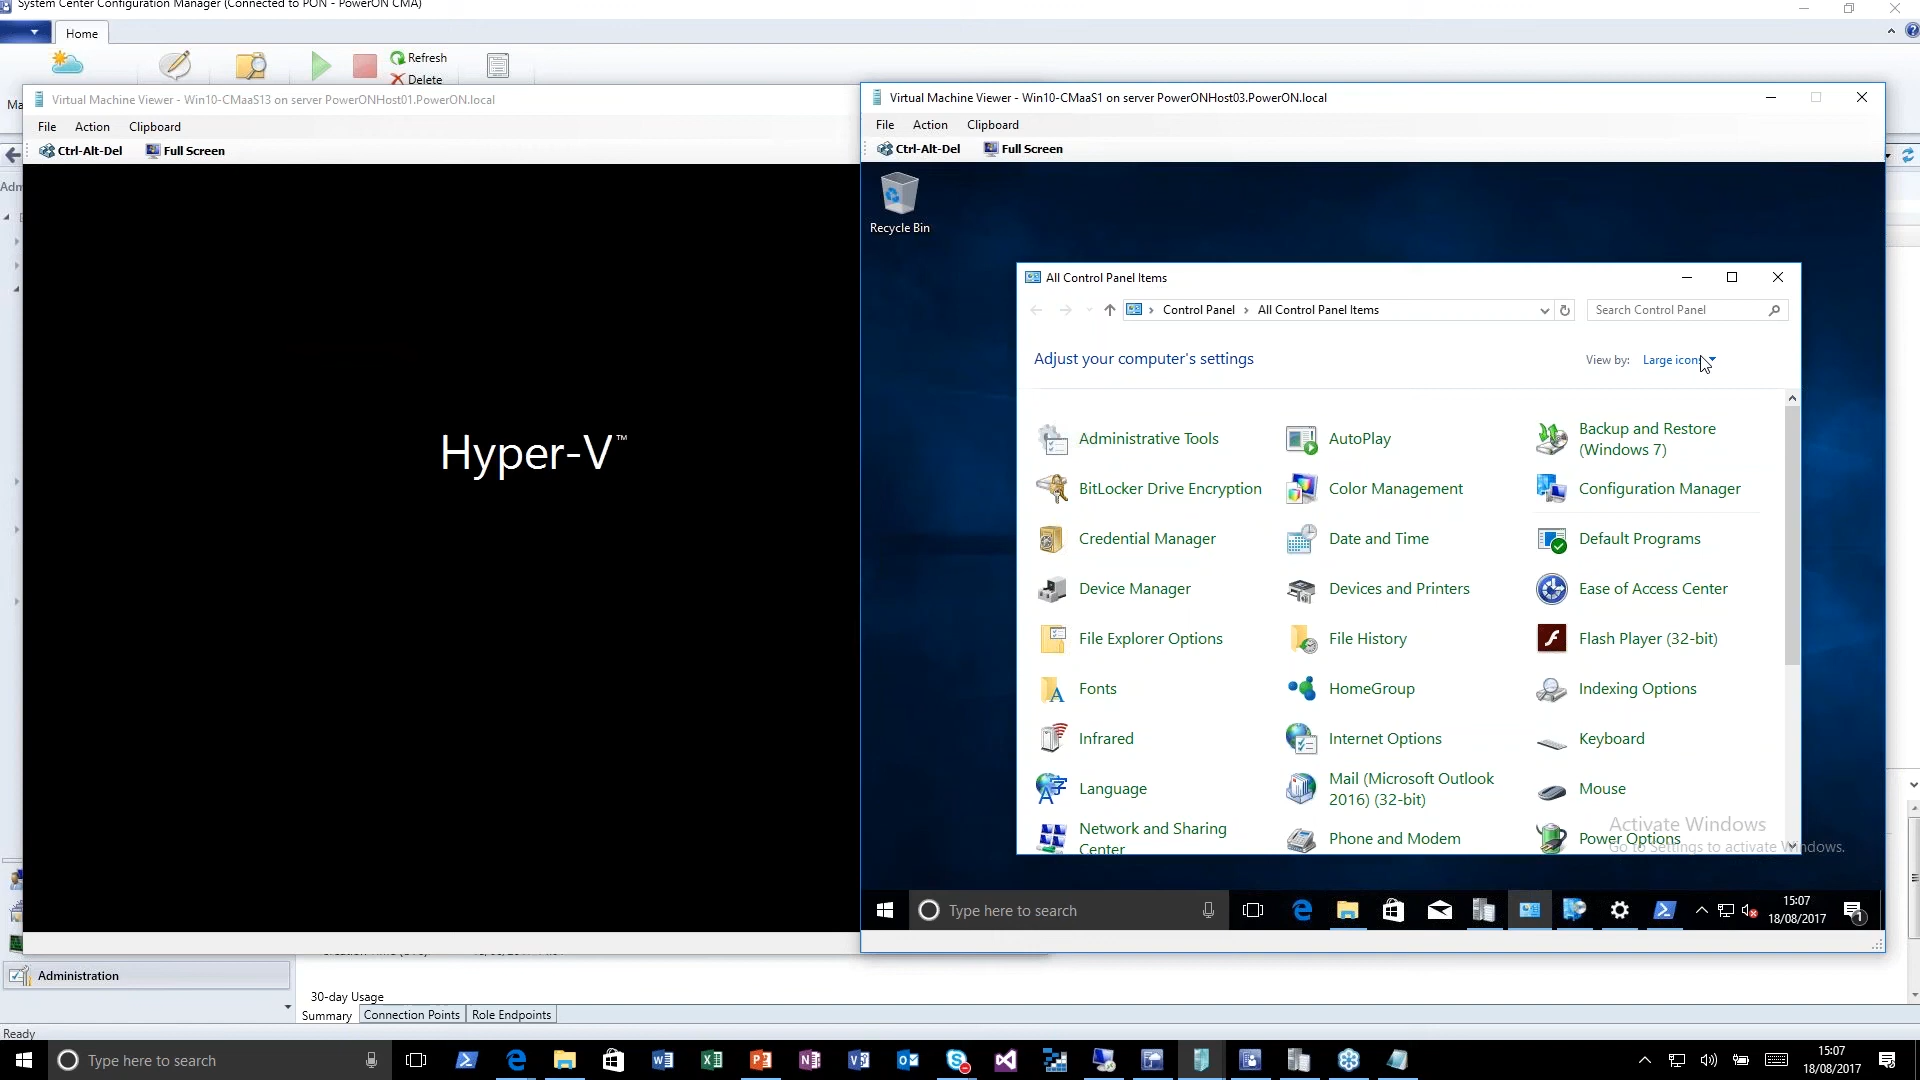 System Center Configuration Manager (Connected to PON - PowerON CMA)
Home
Refresh
Delete
Virtual Machine Viewer - Win10-CMaaS13 on server PowerONHost01.PowerON.local
File Action Clipboard
Ctrl-Alt-Del Full Screen
Hyper-V™
Virtual Machine Viewer - Win10-CMaaS1 on server PowerONHost03.PowerON.local
File Action Clipboard
Ctrl-Alt-Del Full Screen
Recycle Bin
All Control Panel Items
Control Panel > All Control Panel Items
Search Control Panel
Adjust your computer's settings
View by: Large icons
Administrative Tools
AutoPlay
Backup and Restore
(Windows 7)
BitLocker Drive Encryption
Color Management
Configuration Manager
Credential Manager
Date and Time
Default Programs
Device Manager
Devices and Printers
Ease of Access Center
File Explorer Options
File History
Flash Player (32-bit)
Fonts
HomeGroup
Indexing Options
Infrared
Internet Options
Keyboard
Language
Mail (Microsoft Outlook
2016) (32-bit)
Mouse
Network and Sharing
Center
Phone and Modem
Power Options
Activate Windows
Go to Settings to activate Windows.
Type here to search
15:07
18/08/2017
1
Administration
30-day Usage
Summary Connection Points Role Endpoints
Ready
Type here to search
15:07
18/08/2017